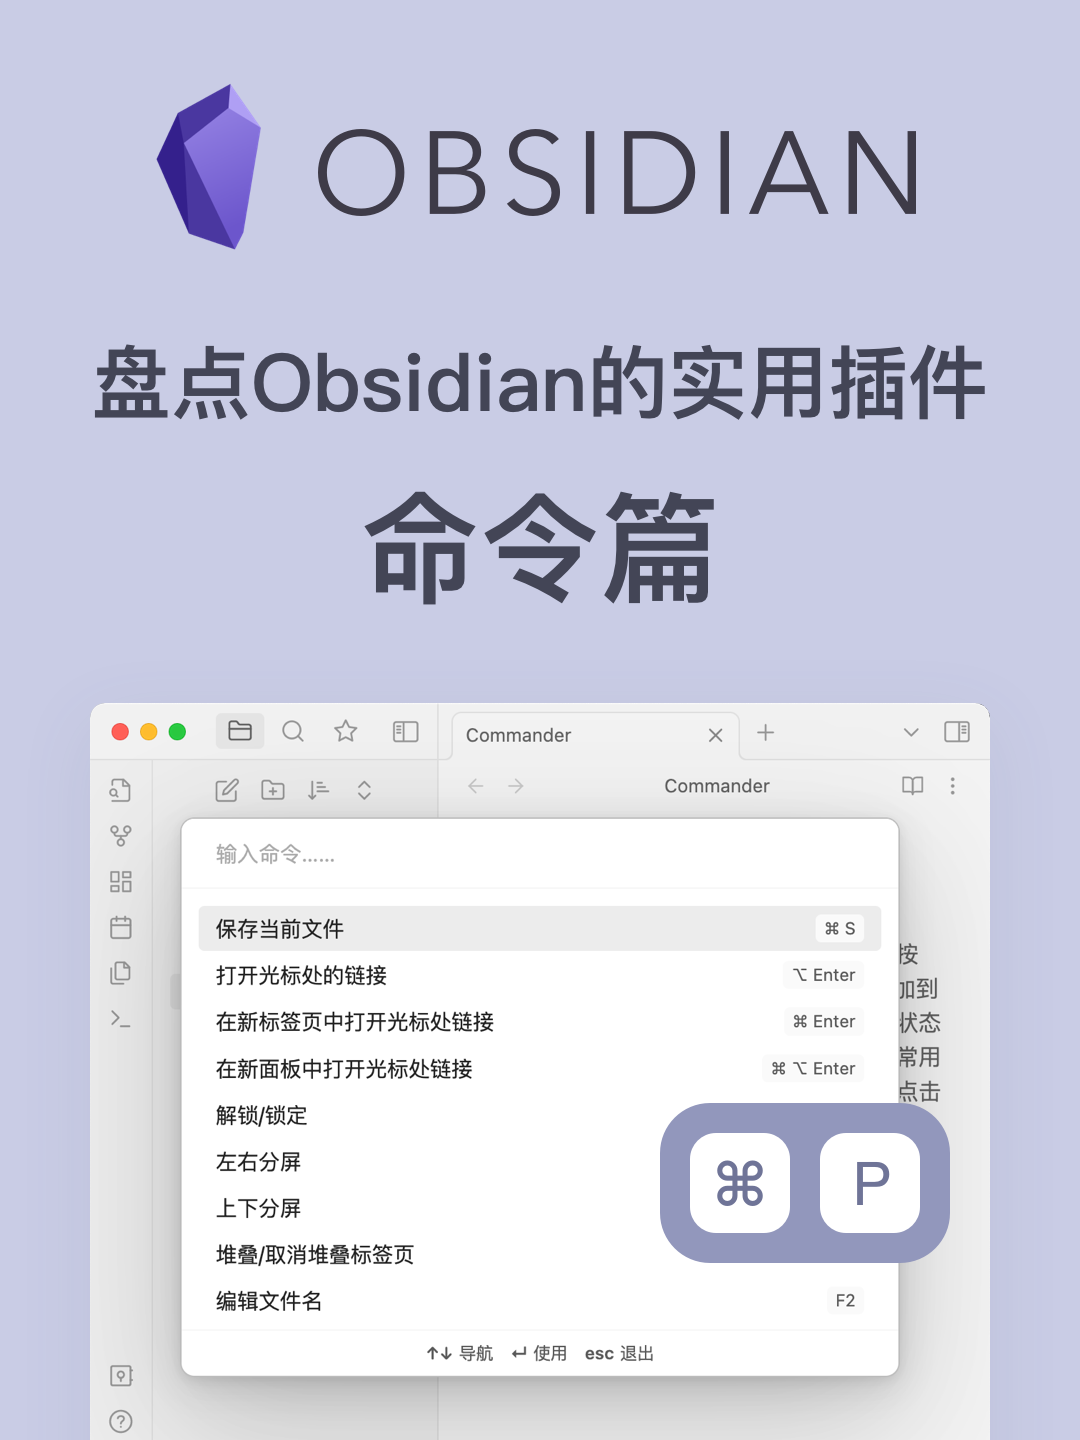 OBSIDIAN
盘点Obsidian的实用插件
命令篇
Commander
Commander
输入命令……
保存当前文件 ⌘ S
打开光标处的链接 ⌥ Enter
在新标签页中打开光标处链接 ⌘ Enter
在新面板中打开光标处链接 ⌘ ⌥ Enter
解锁/锁定
左右分屏
上下分屏
堆叠/取消堆叠标签页
编辑文件名 F2
↑↓ 导航 ↵ 使用 esc 退出
按
加到
状态
常用
点击
⌘ P